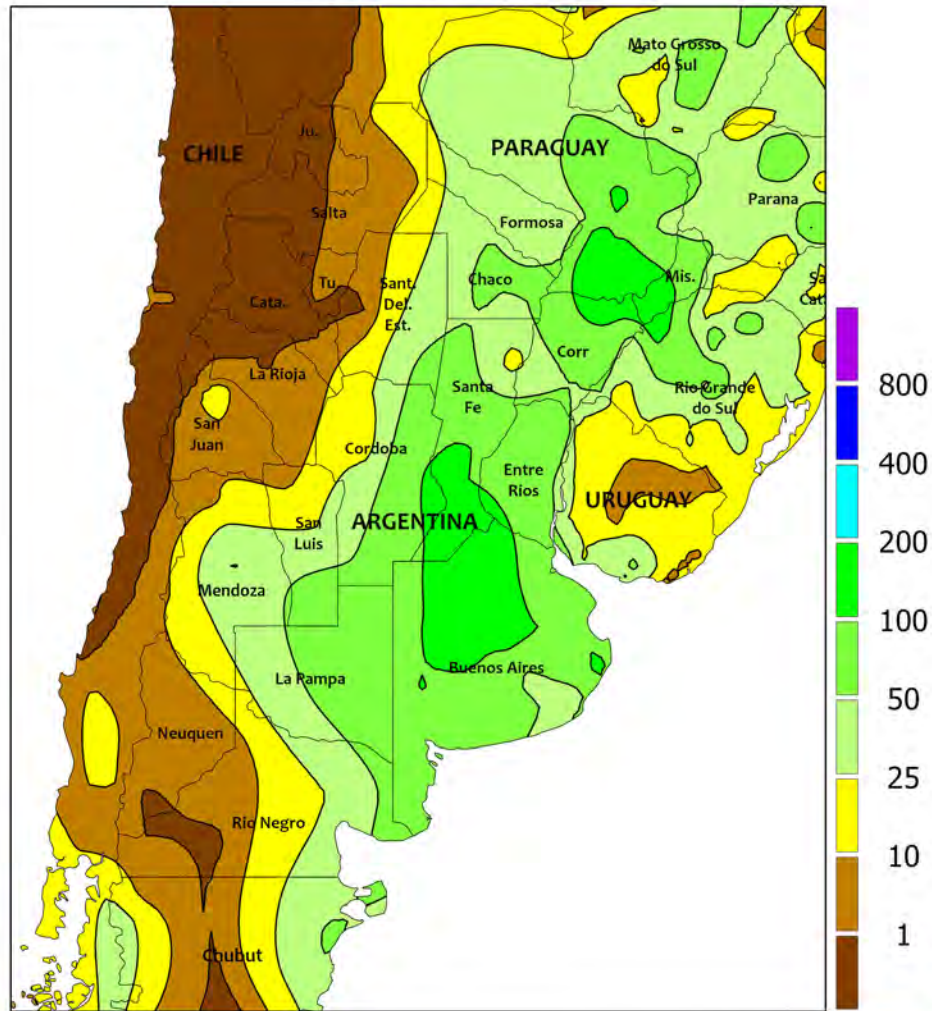 Mato Grosso
do Sul
Ju.
CHILE
PARAGUAY
Salta
Formosa
Parana
Tu
Sant.
Del.
Est.
Chaco
Mis.
Cata.
Corr
La Rioja
Santa
Fe
Rio Grande
do Sul
San
Juan
Cordoba
Entre
Rios
URUGUAY
San
Luis
ARGENTINA
Mendoza
Buenos Aires
La Pampa
Neuquen
Rio Negro
Chubut
800
400
200
100
50
25
10
1